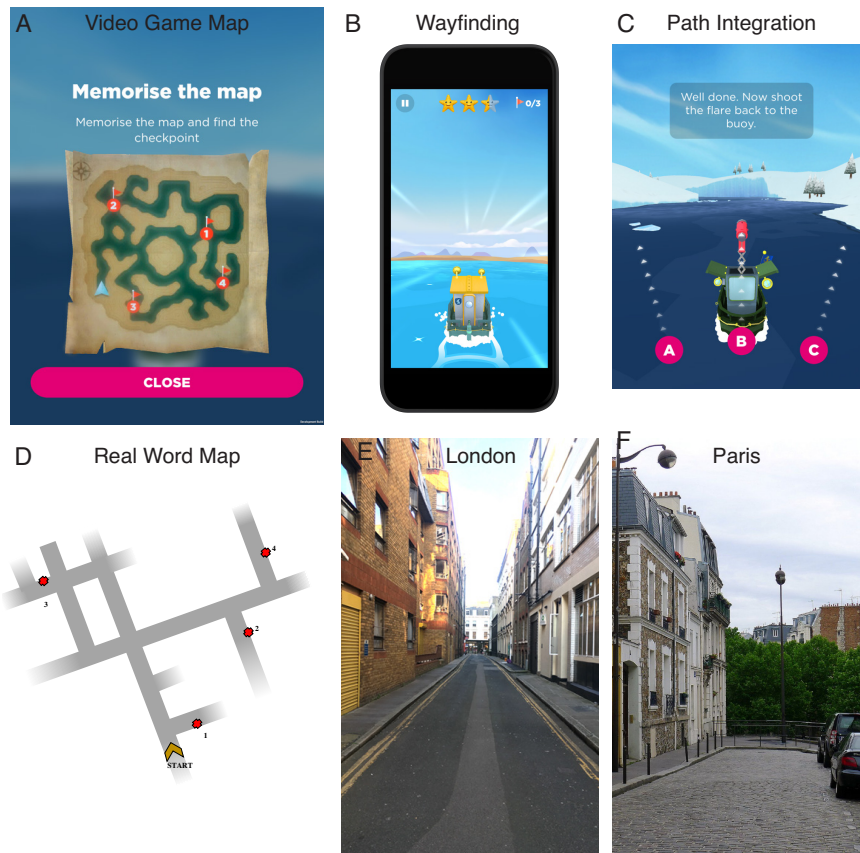 A
Video Game Map
Memorise the map
Memorise the map and find the
checkpoint
2
1
4
3
CLOSE
Development Build
B
Wayfinding
0/3
C
Path Integration
Well done. Now shoot
the flare back to the
buoy.
A
B
C
D
Real Word Map
4
3
2
1
START
E
London
F
Paris